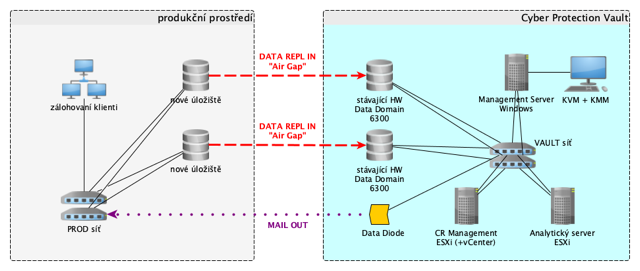 produkční prostředí
Cyber Protection Vault
DATA REPL IN
"Air Gap"
zálohovaní klienti
nové úložiště
stávající HW
Data Domain
6300
Management Server
Windows
KVM + KMM
DATA REPL IN
"Air Gap"
nové úložiště
stávající HW
Data Domain
6300
VAULT síť
PROD síť
MAIL OUT
Data Diode
CR Management
ESXi (+vCenter)
Analytický server
ESXi